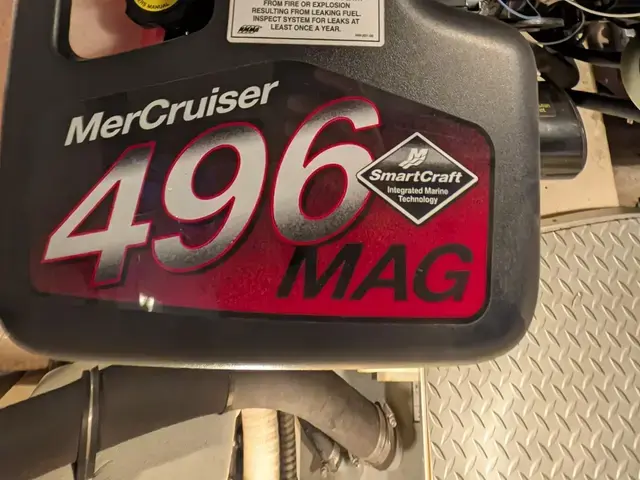 FROM FIRE OR EXPLOSION
RESULTING FROM LEAKING FUEL.
INSPECT SYSTEM FOR LEAKS AT
LEAST ONCE A YEAR.
MerCruiser
496
MAG
SmartCraft
Integrated Marine
Technology